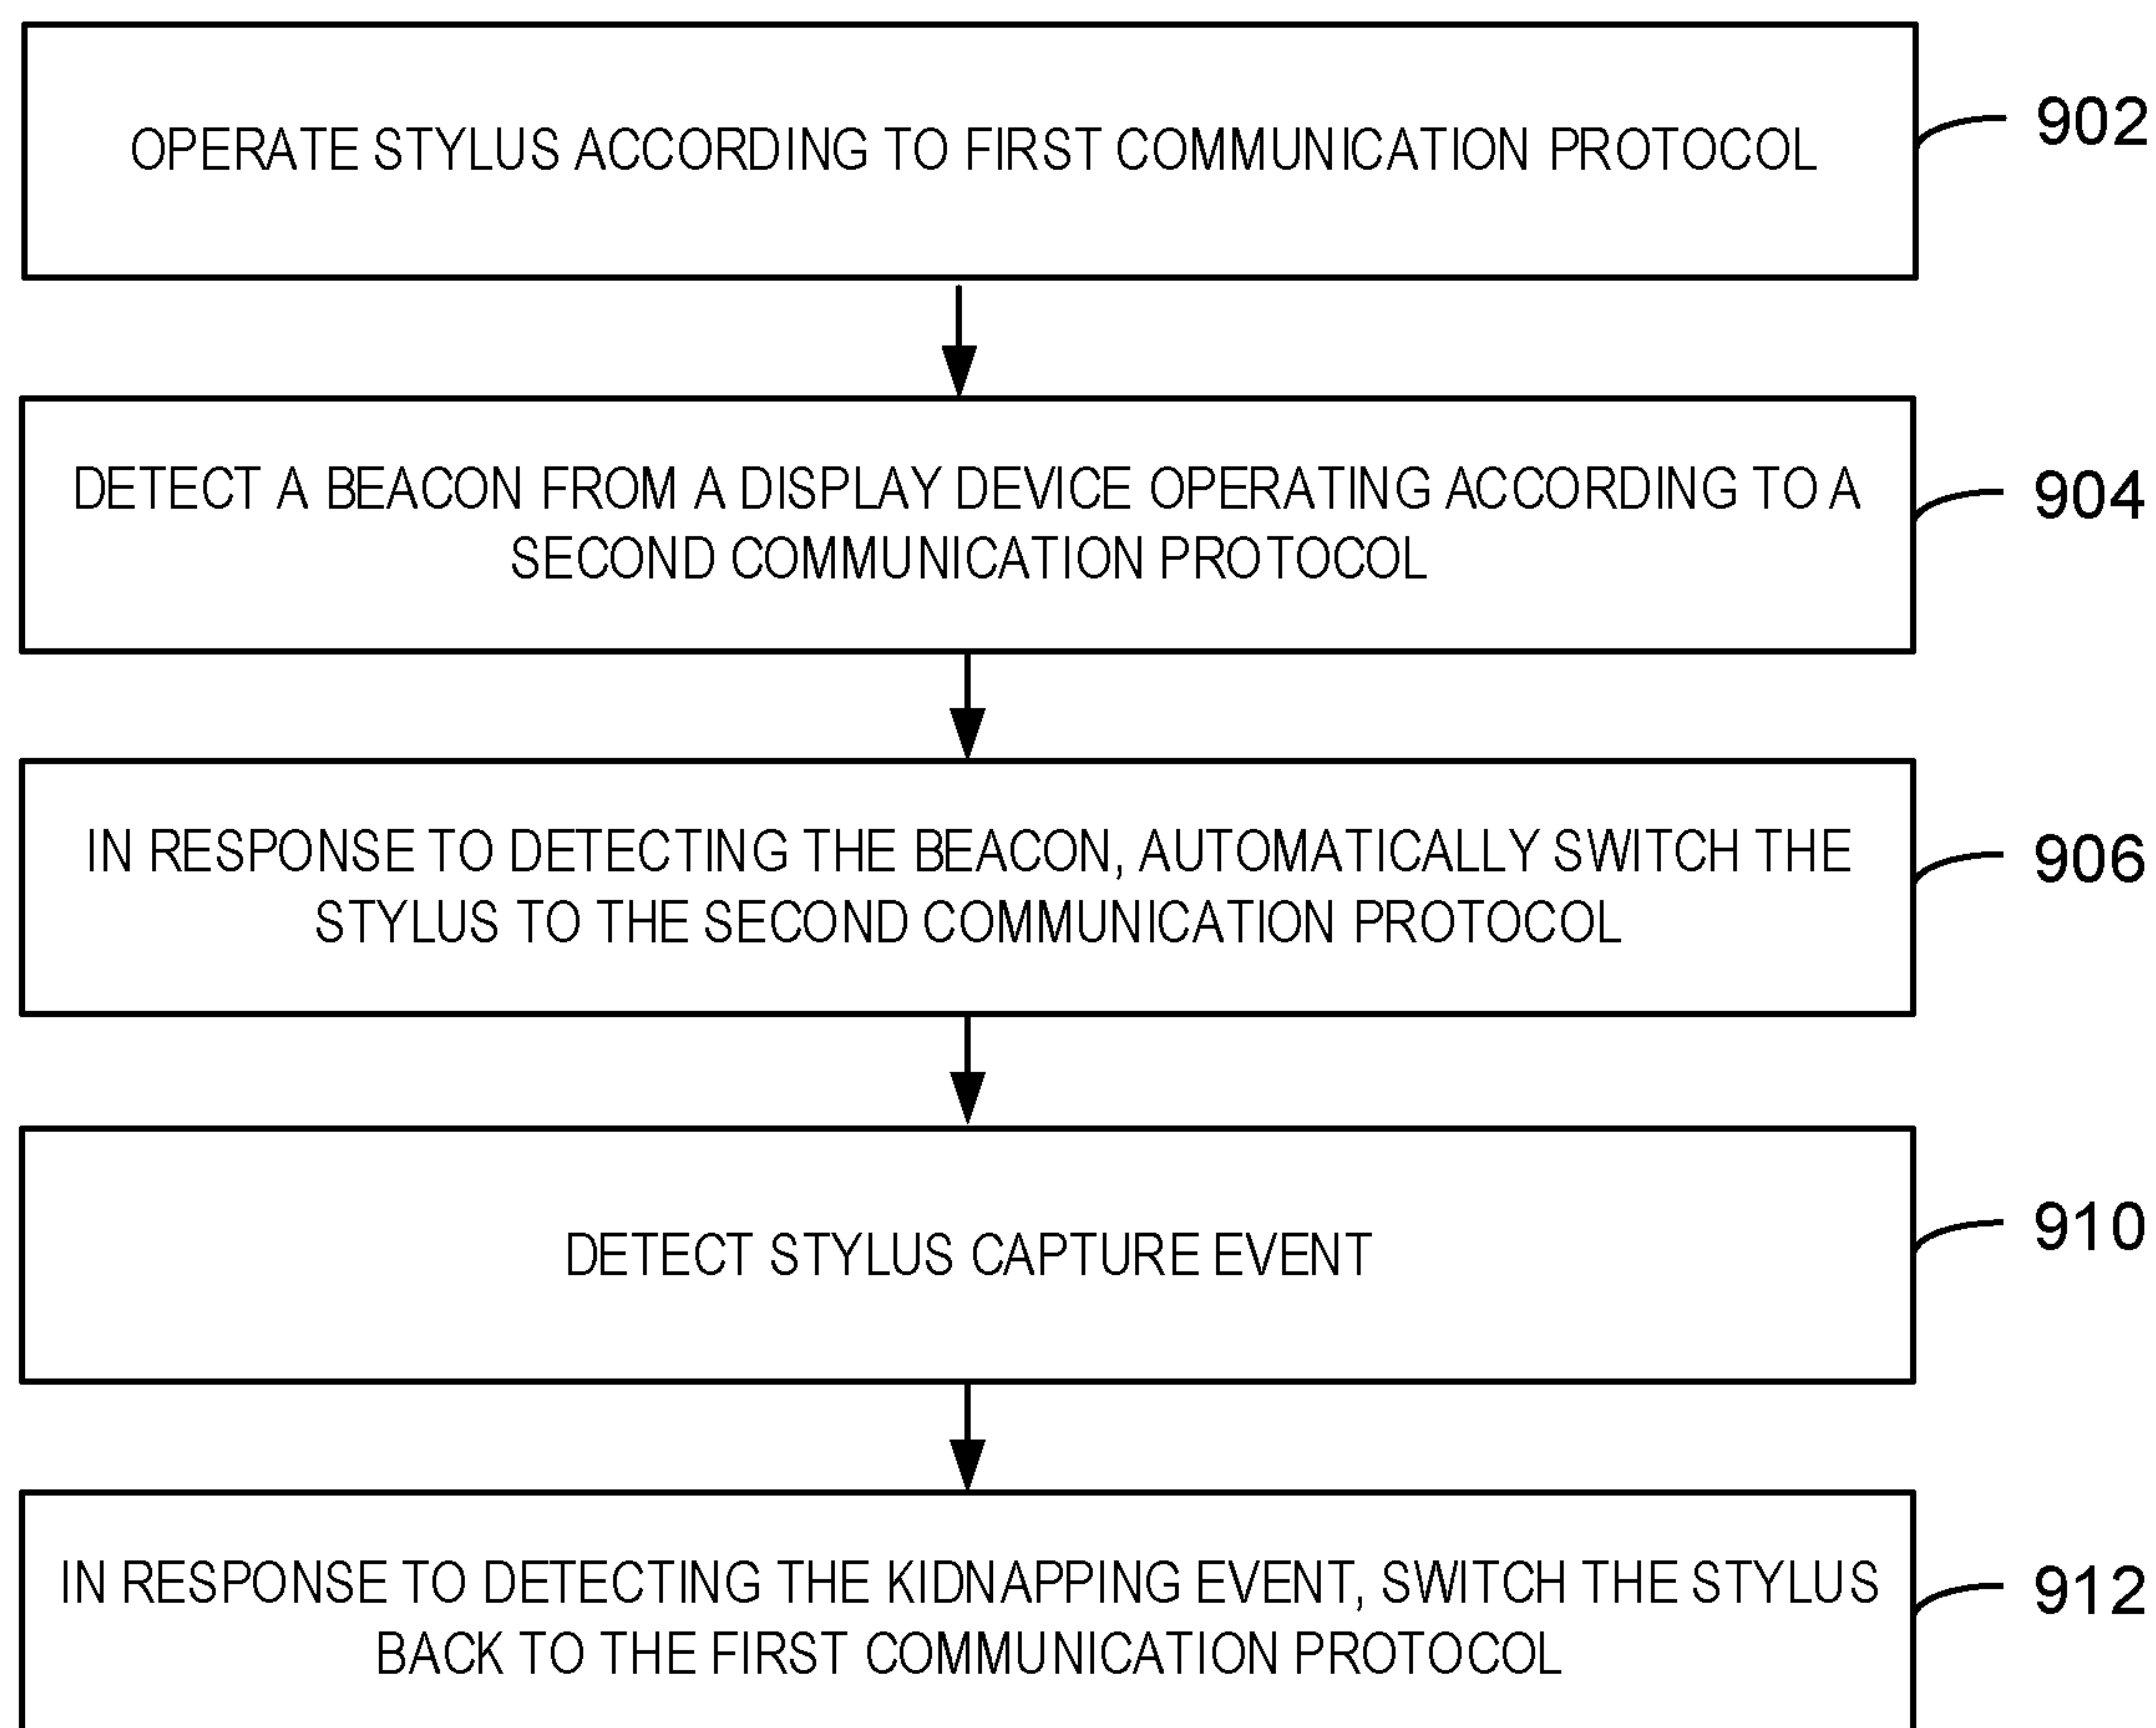 OPERATE STYLUS ACCORDING TO FIRST COMMUNICATION PROTOCOL
902
DETECT A BEACON FROM A DISPLAY DEVICE OPERATING ACCORDING TO A
SECOND COMMUNICATION PROTOCOL
904
IN RESPONSE TO DETECTING THE BEACON, AUTOMATICALLY SWITCH THE
STYLUS TO THE SECOND COMMUNICATION PROTOCOL
906
DETECT STYLUS CAPTURE EVENT
910
IN RESPONSE TO DETECTING THE KIDNAPPING EVENT, SWITCH THE STYLUS
BACK TO THE FIRST COMMUNICATION PROTOCOL
912